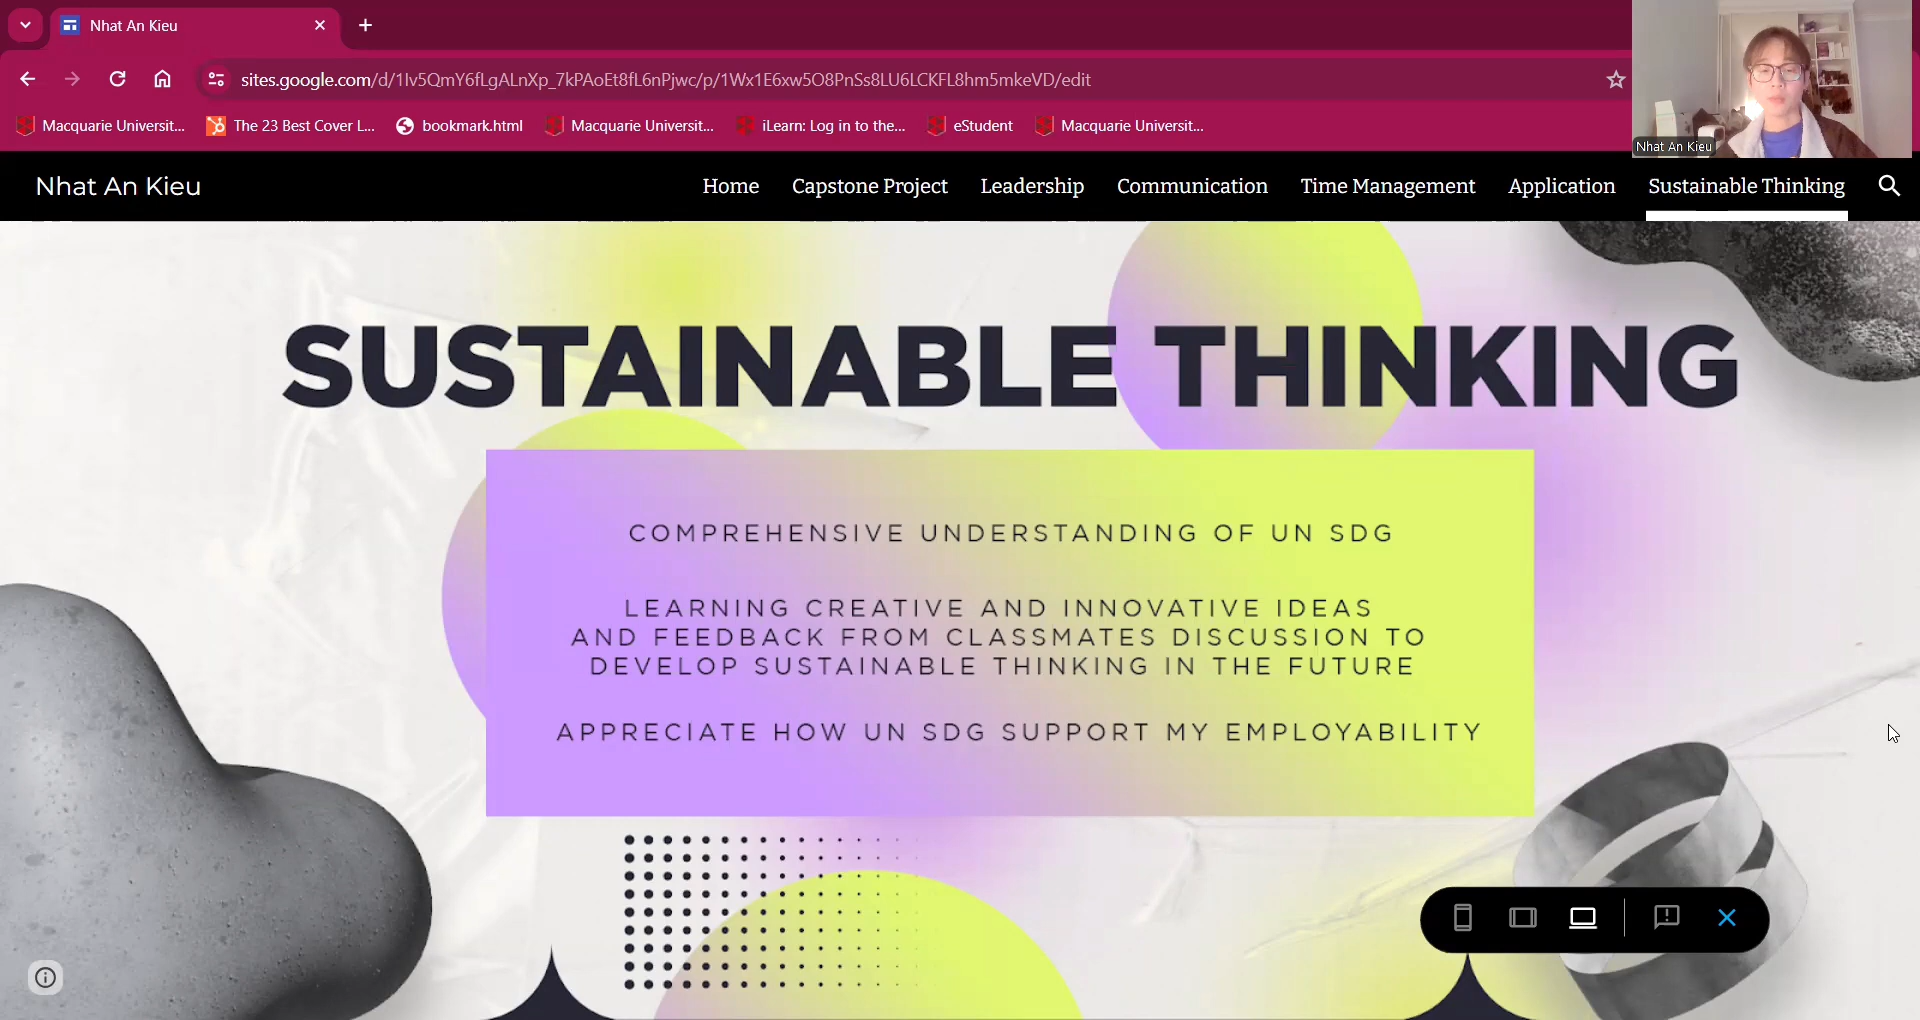 Nhat An Kieu
sites.google.com/d/1Iv5QmY6fLgALnXp_7kPAoEt8fL6nPjwc/p/1Wx1E6xw5O8PnSs8LU6LCKFL8hm5mkeVD/edit
Macquarie Universit...
The 23 Best Cover L...
bookmark.html
Macquarie Universit...
iLearn: Log in to the...
eStudent
Macquarie Universit...
Nhat An Kieu
Nhat An Kieu
Home
Capstone Project
Leadership
Communication
Time Management
Application
Sustainable Thinking
SUSTAINABLE THINKING
COMPREHENSIVE UNDERSTANDING OF UN SDG
LEARNING CREATIVE AND INNOVATIVE IDEAS
AND FEEDBACK FROM CLASSMATES DISCUSSION TO
DEVELOP SUSTAINABLE THINKING IN THE FUTURE
APPRECIATE HOW UN SDG SUPPORT MY EMPLOYABILITY